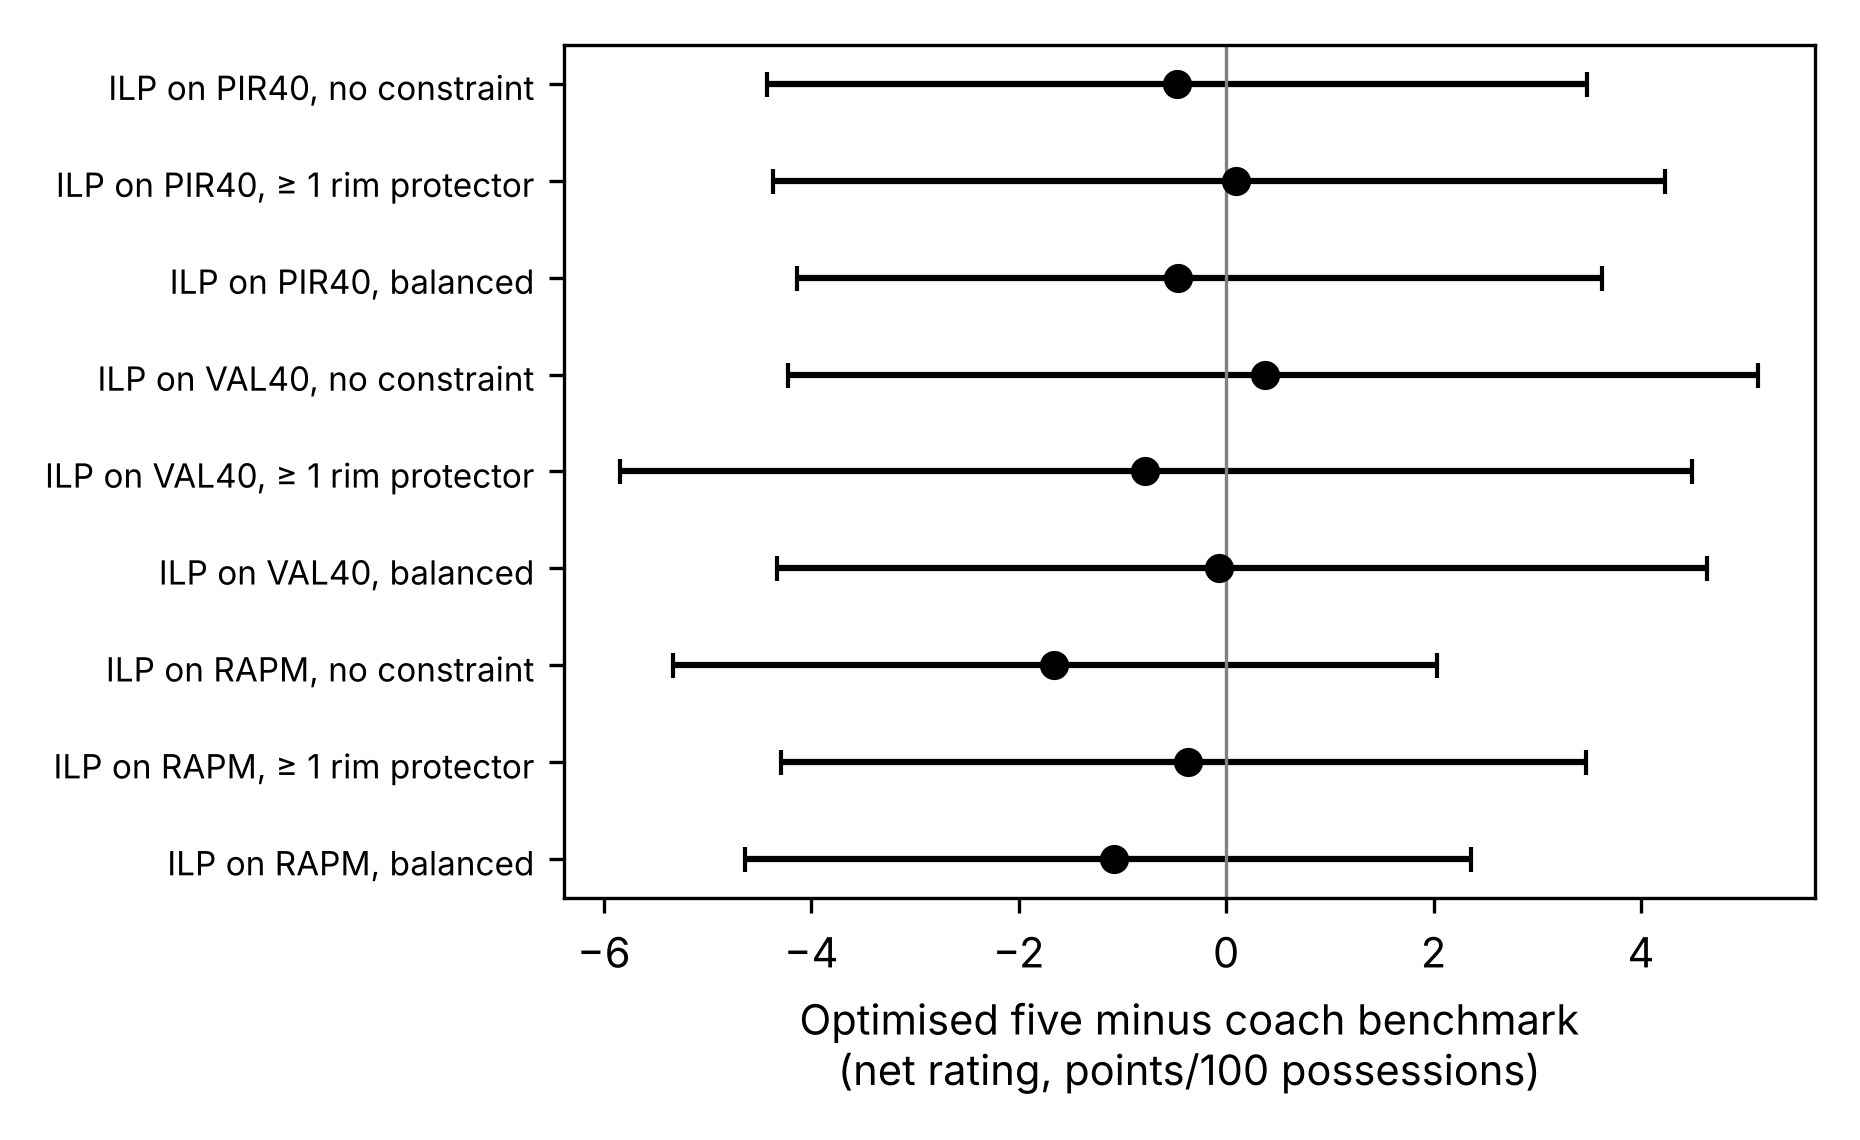 ILP on PIR40, no constraint
ILP on PIR40, ≥ 1 rim protector
ILP on PIR40, balanced
ILP on VAL40, no constraint
ILP on VAL40, ≥ 1 rim protector
ILP on VAL40, balanced
ILP on RAPM, no constraint
ILP on RAPM, ≥ 1 rim protector
ILP on RAPM, balanced
−6 −4 −2 0 2 4
Optimised five minus coach benchmark
(net rating, points/100 possessions)